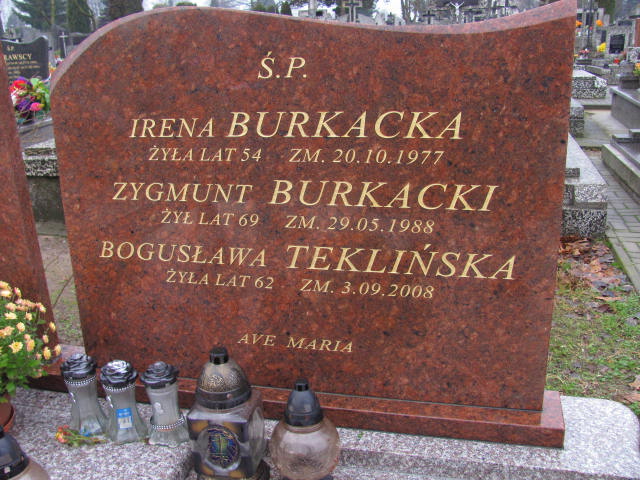 Ś.P.
IRENA BURKACKA
ŻYŁA LAT 54 ZM. 20.10.1977
ZYGMUNT BURKACKI
ŻYŁ LAT 69 ZM. 29.05.1988
BOGUSŁAWA TEKLIŃSKA
ŻYŁA LAT 62 ZM. 3.09.2008
AVE MARIA